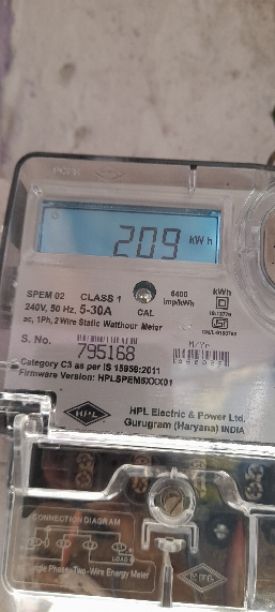 209 kWh
SPEM 02 CLASS 1 6400 kWh
240V, 50 Hz, 5-30A CAL imp/kWh
ac, 1Ph, 2 Wire Static Watthour Meter
S. No. 795168 M/Yr
Category C3 as per IS 15959:2011
Firmware Version: HPLSPEM5XXX01
HPL
HPL Electric & Power Ltd.
Gurugram (Haryana) INDIA
CONNECTION DIAGRAM
LOAD
Single Phase-Two-Wire Energy Meter